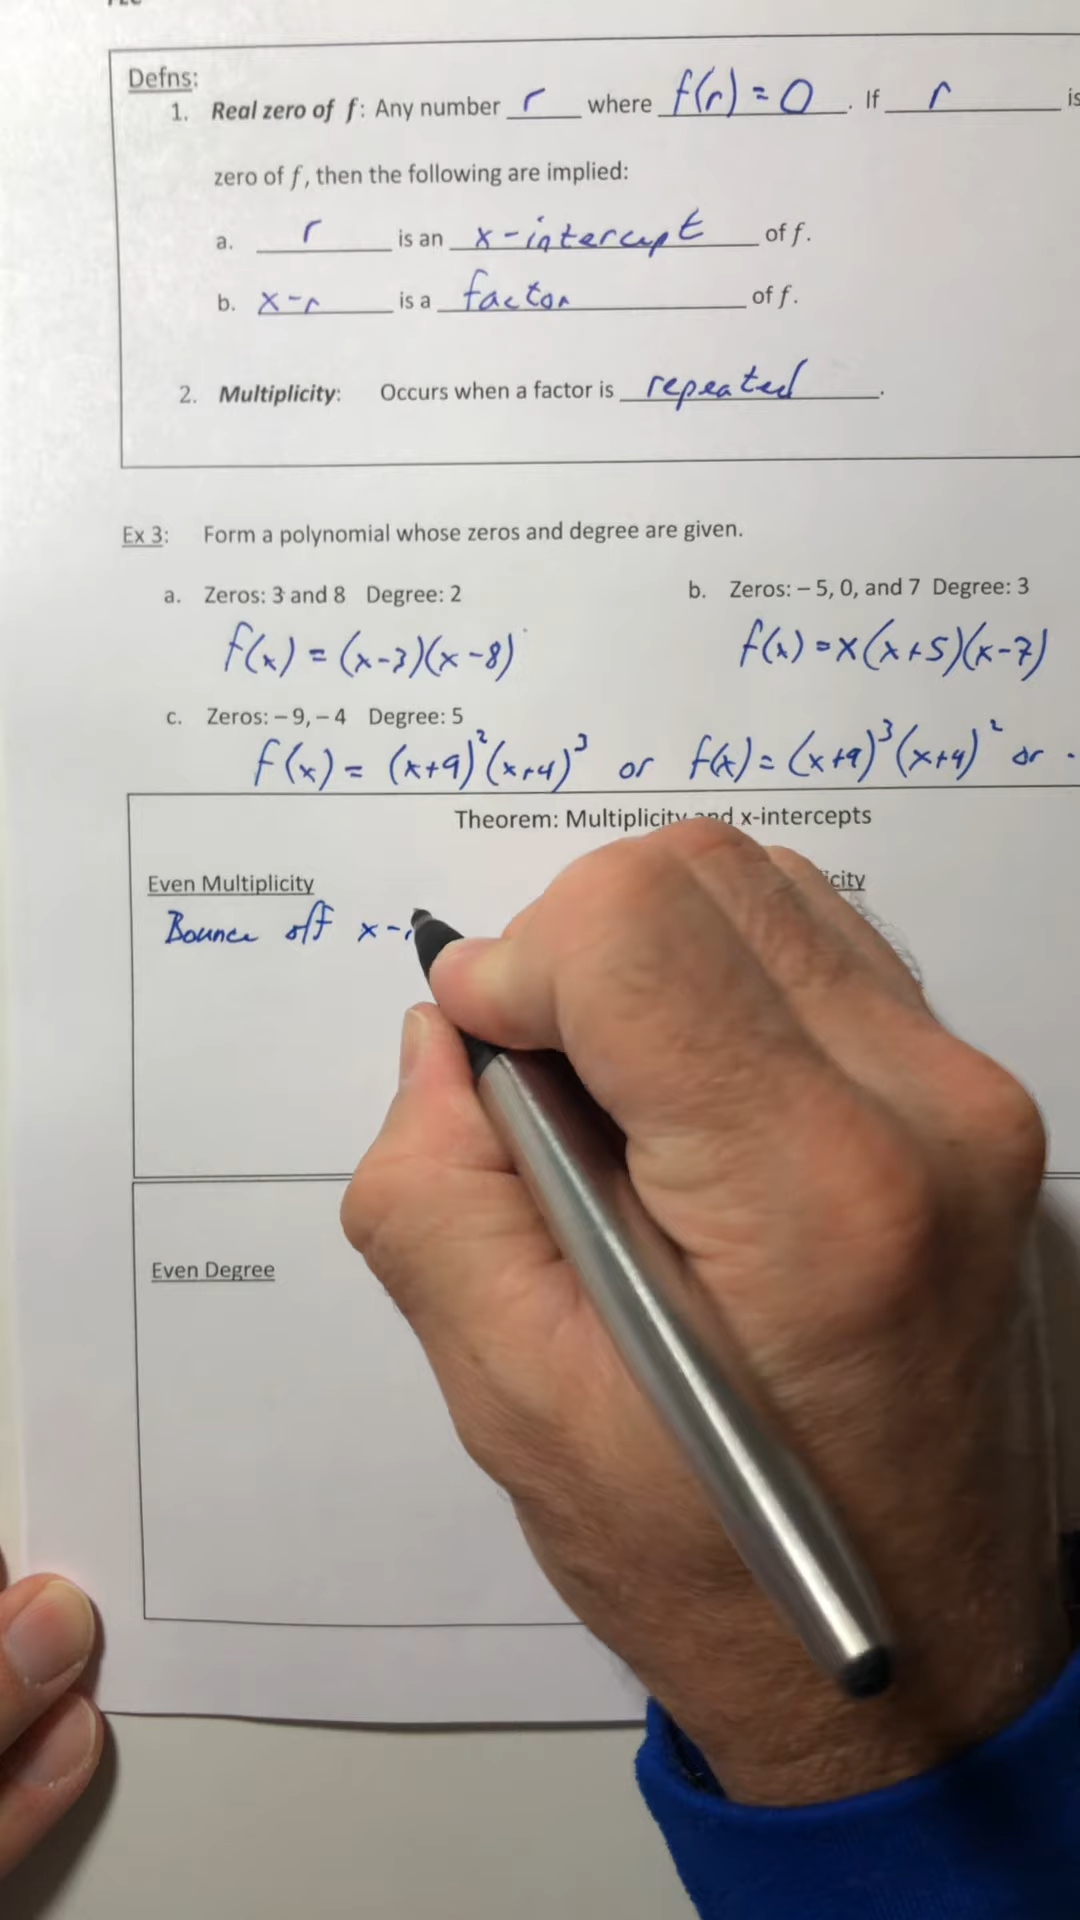 Defns:
1. Real zero of f: Any number r where f(r) = 0. If r is
zero of f, then the following are implied:
a. r is an x-intercept of f.
b. x-r is a factor of f.
2. Multiplicity: Occurs when a factor is repeated.
Ex 3: Form a polynomial whose zeros and degree are given.
a. Zeros: 3 and 8 Degree: 2
b. Zeros: – 5, 0, and 7 Degree: 3
f(x) = (x-3)(x-8)
f(x) = x(x+5)(x-7)
c. Zeros: – 9, – 4 Degree: 5
f(x) = (x+9)²(x+4)³ or f(x) = (x+9)³(x+4)² or .
Theorem: Multiplicity and x-intercepts
Even Multiplicity
Bounce off x-
Even Degree